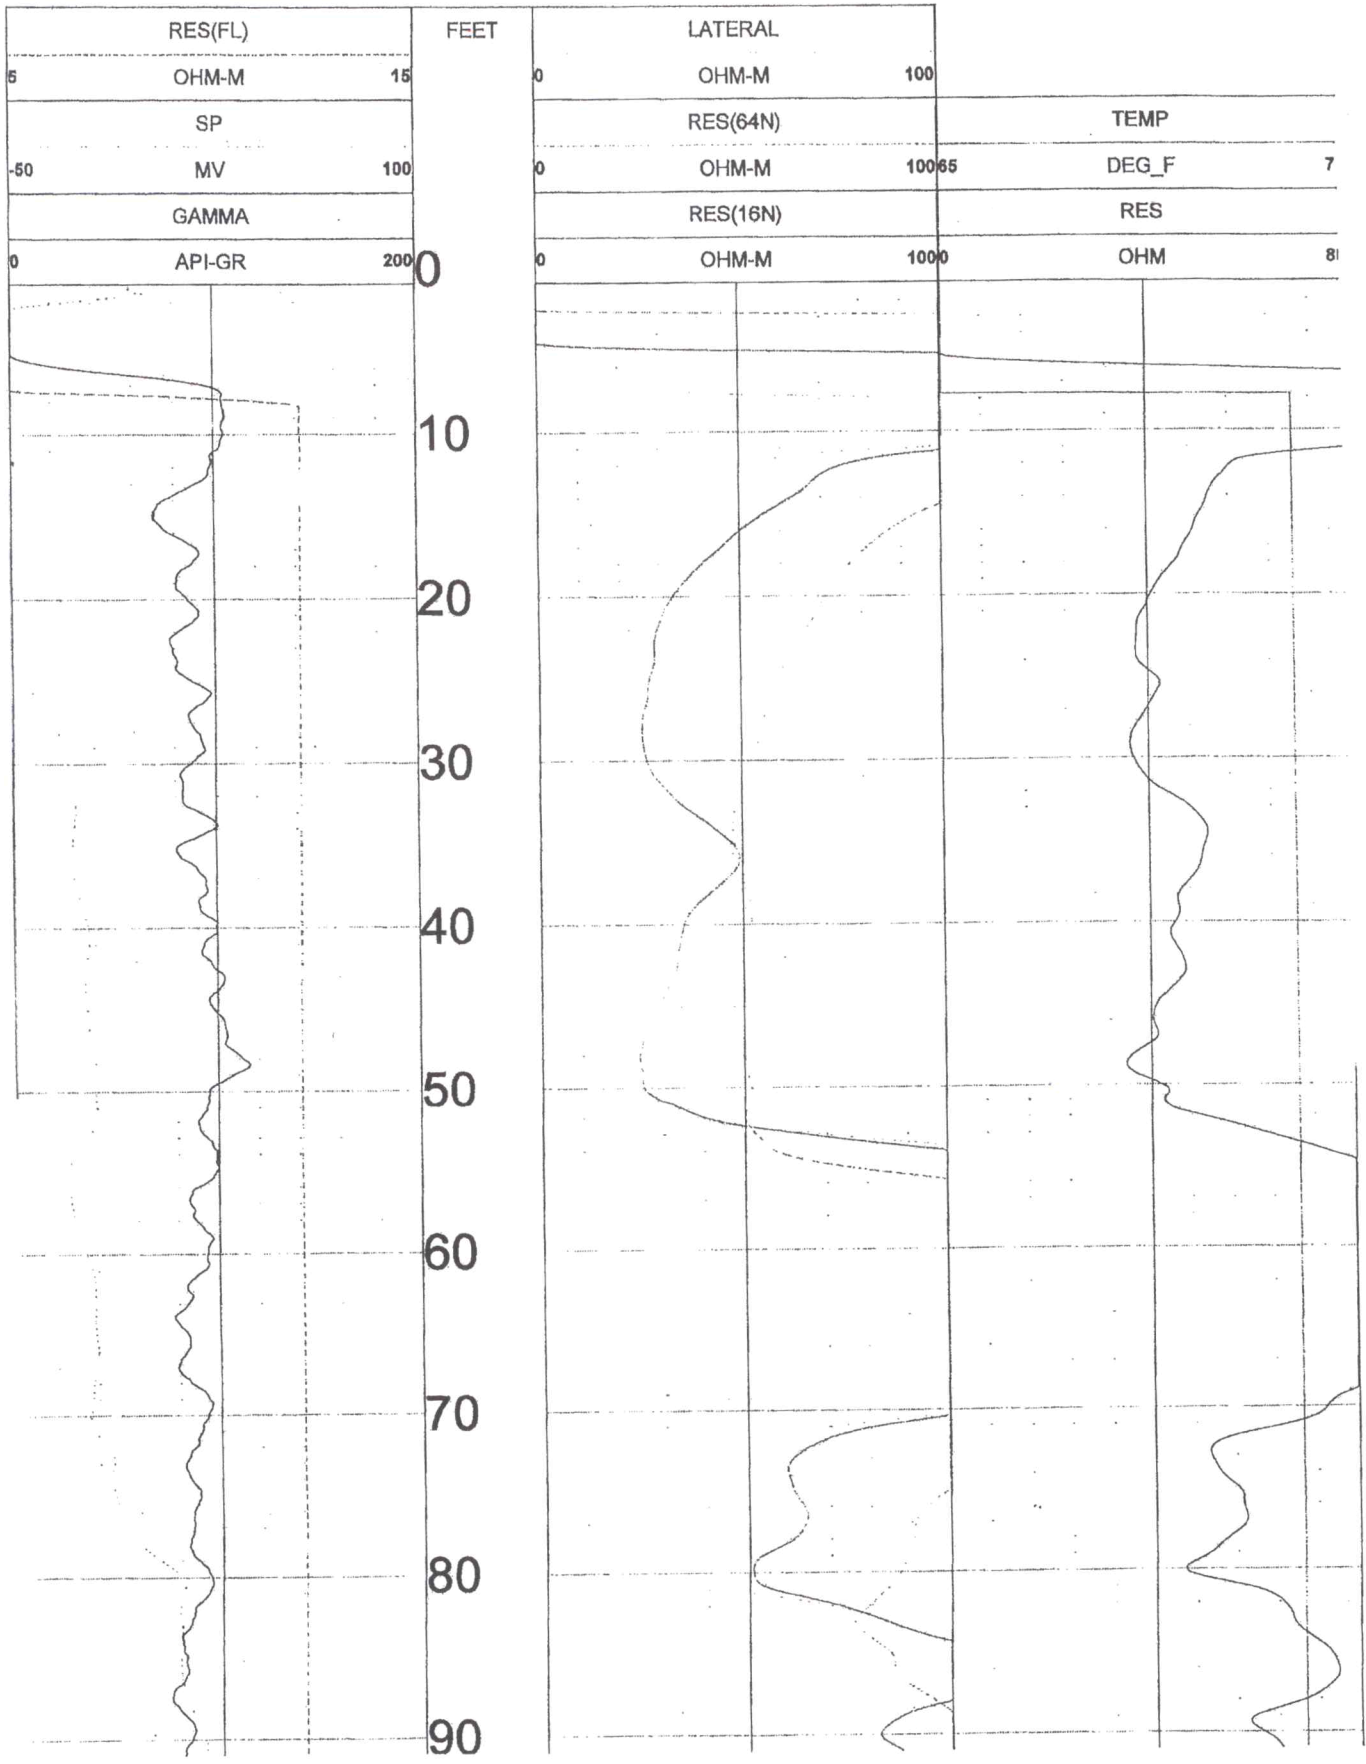 RES(FL) FEET LATERAL
5 OHM-M 15 0 OHM-M 100
SP RES(64N) TEMP
-50 MV 100 0 OHM-M 100 65 DEG_F 7
GAMMA RES(16N) RES
0 API-GR 200 0 0 OHM-M 100 0 OHM 8
10
20
30
40
50
60
70
80
90